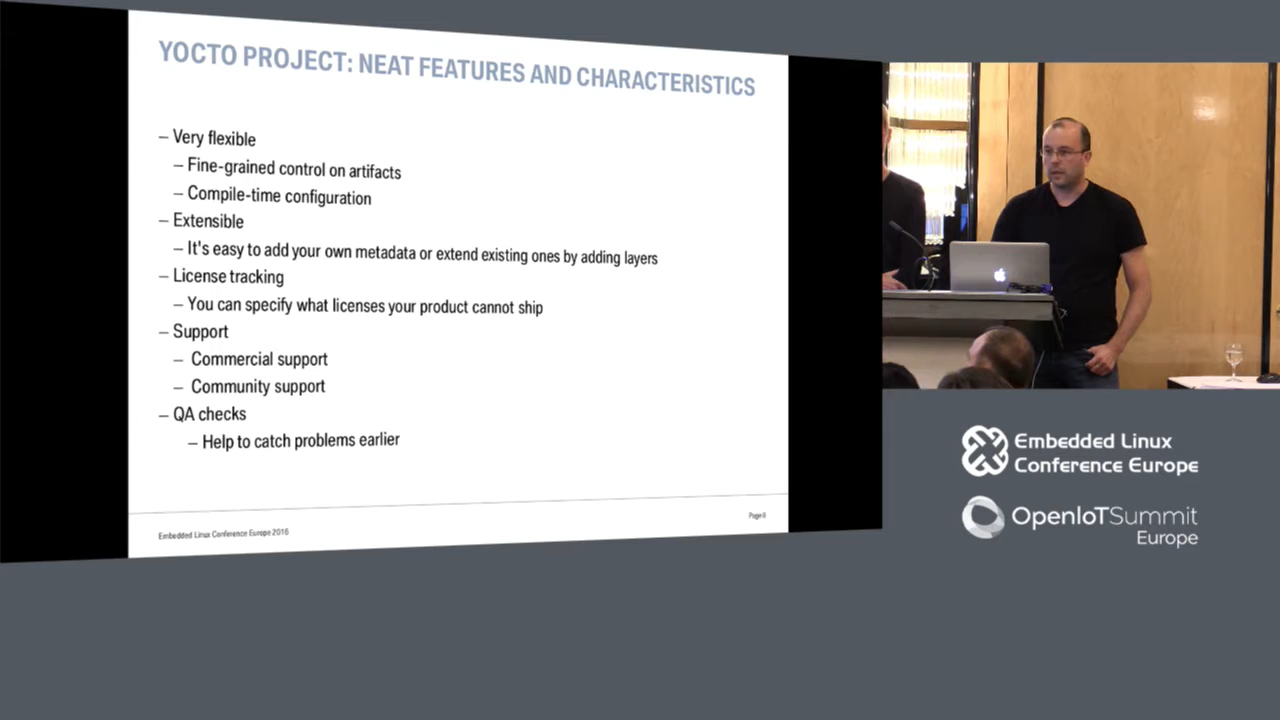 YOCTO PROJECT: NEAT FEATURES AND CHARACTERISTICS
– Very flexible
– Fine-grained control on artifacts
– Compile-time configuration
– Extensible
– It's easy to add your own metadata or extend existing ones by adding layers
– License tracking
– You can specify what licenses your product cannot ship
– Support
– Commercial support
– Community support
– QA checks
– Help to catch problems earlier
Embedded Linux Conference Europe 2016
Embedded Linux
Conference Europe
OpenIoTSummit
Europe